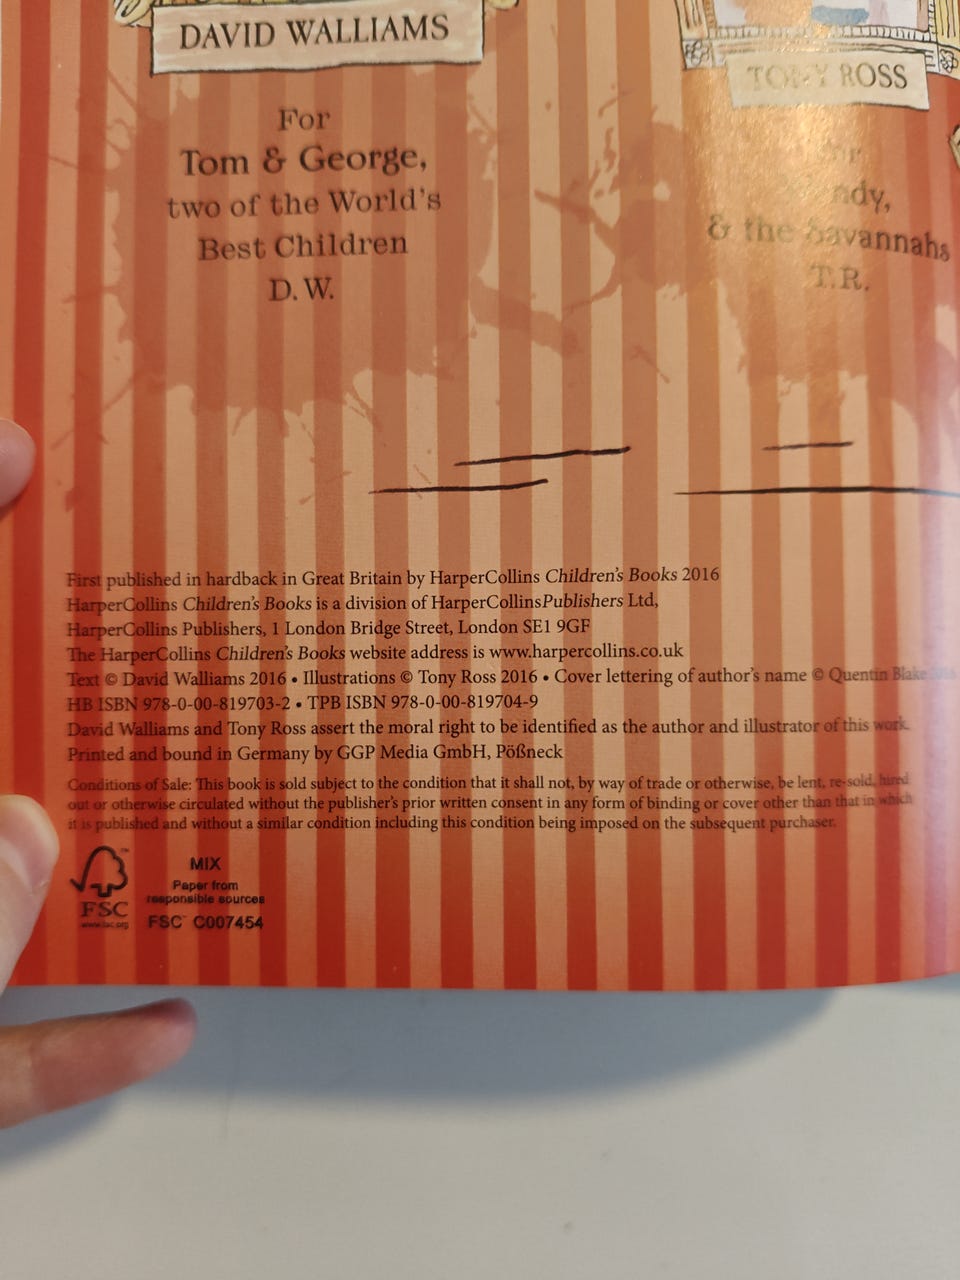 DAVID WALLIAMS
For
Tom & George,
two of the World's
Best Children
D. W.
TONY ROSS
& the Savannahs
T.R.
First published in hardback in Great Britain by HarperCollins Children's Books 2016
HarperCollins Children's Books is a division of HarperCollinsPublishers Ltd,
HarperCollins Publishers, 1 London Bridge Street, London SE1 9GF
The HarperCollins Children's Books website address is www.harpercollins.co.uk
Text © David Walliams 2016 • Illustrations © Tony Ross 2016 • Cover lettering of author's name © Quentin Blake
HB ISBN 978-0-00-819703-2 • TPB ISBN 978-0-00-819704-9
David Walliams and Tony Ross assert the moral right to be identified as the author and illustrator of this work.
Printed and bound in Germany by GGP Media GmbH, Pößneck
Conditions of Sale: This book is sold subject to the condition that it shall not, by way of trade or otherwise, be lent, re-sold, hired
out or otherwise circulated without the publisher's prior written consent in any form of binding or cover other than that in which
it is published and without a similar condition including this condition being imposed on the subsequent purchaser.
FSC™
www.fsc.org
MIX
Paper from
responsible sources
FSC™ C007454